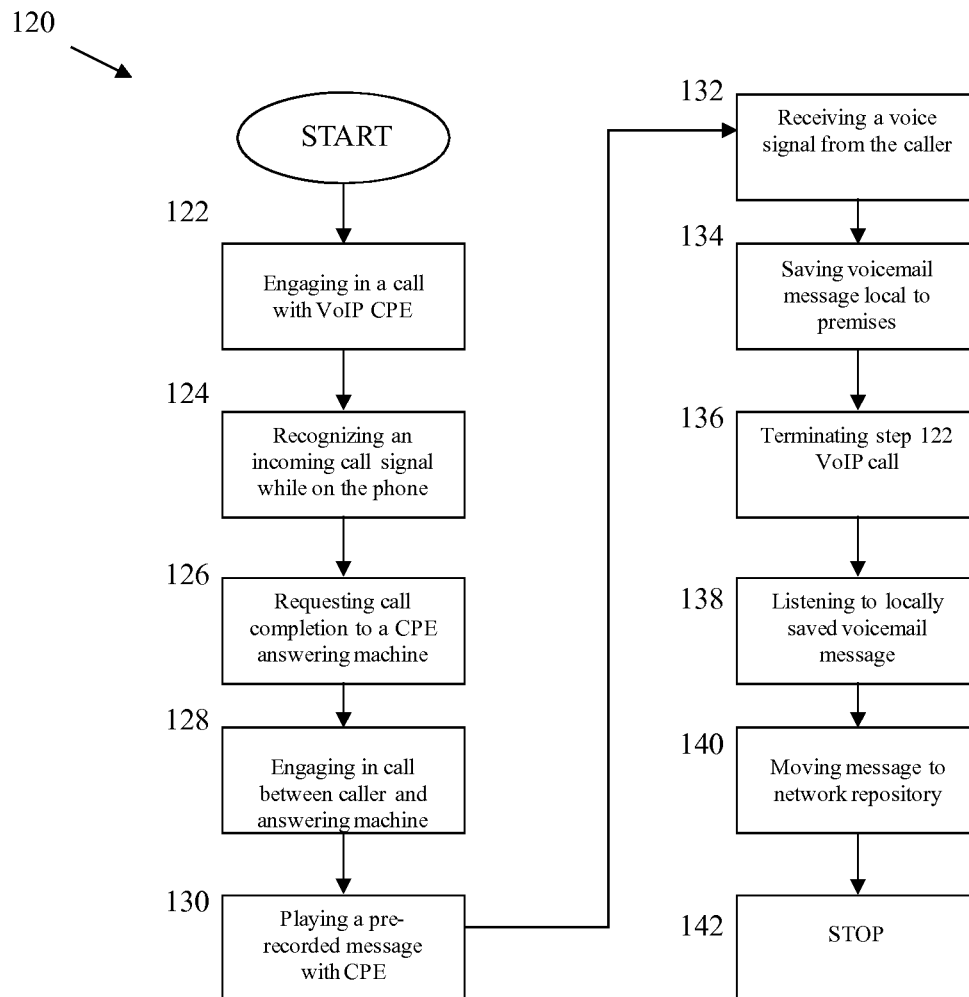 120
START
122
Engaging in a call
with VoIP CPE
124
Recognizing an
incoming call signal
while on the phone
126
Requesting call
completion to a CPE
answering machine
128
Engaging in call
between caller and
answering machine
130
Playing a pre-
recorded message
with CPE
132
Receiving a voice
signal from the caller
134
Saving voicemail
message local to
premises
136
Terminating step 122
VoIP call
138
Listening to locally
saved voicemail
message
140
Moving message to
network repository
142
STOP